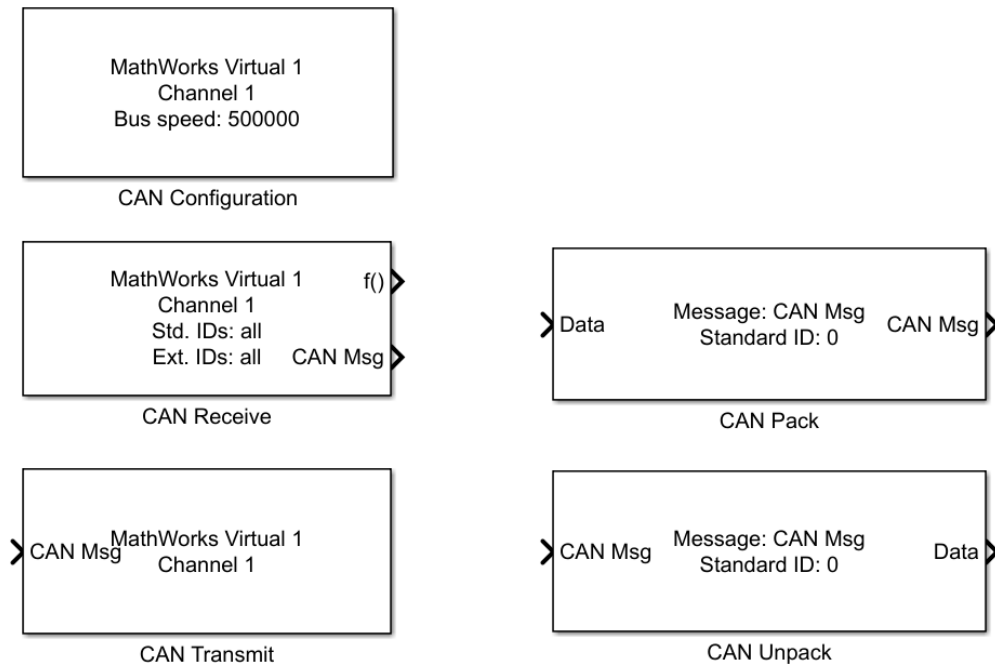 MathWorks Virtual 1
Channel 1
Bus speed: 500000
CAN Configuration
MathWorks Virtual 1
Channel 1
Std. IDs: all
Ext. IDs: all
f()
CAN Msg
CAN Receive
Data
Message: CAN Msg
Standard ID: 0
CAN Msg
CAN Pack
CAN Msg
MathWorks Virtual 1
Channel 1
CAN Transmit
CAN Msg
Message: CAN Msg
Standard ID: 0
Data
CAN Unpack